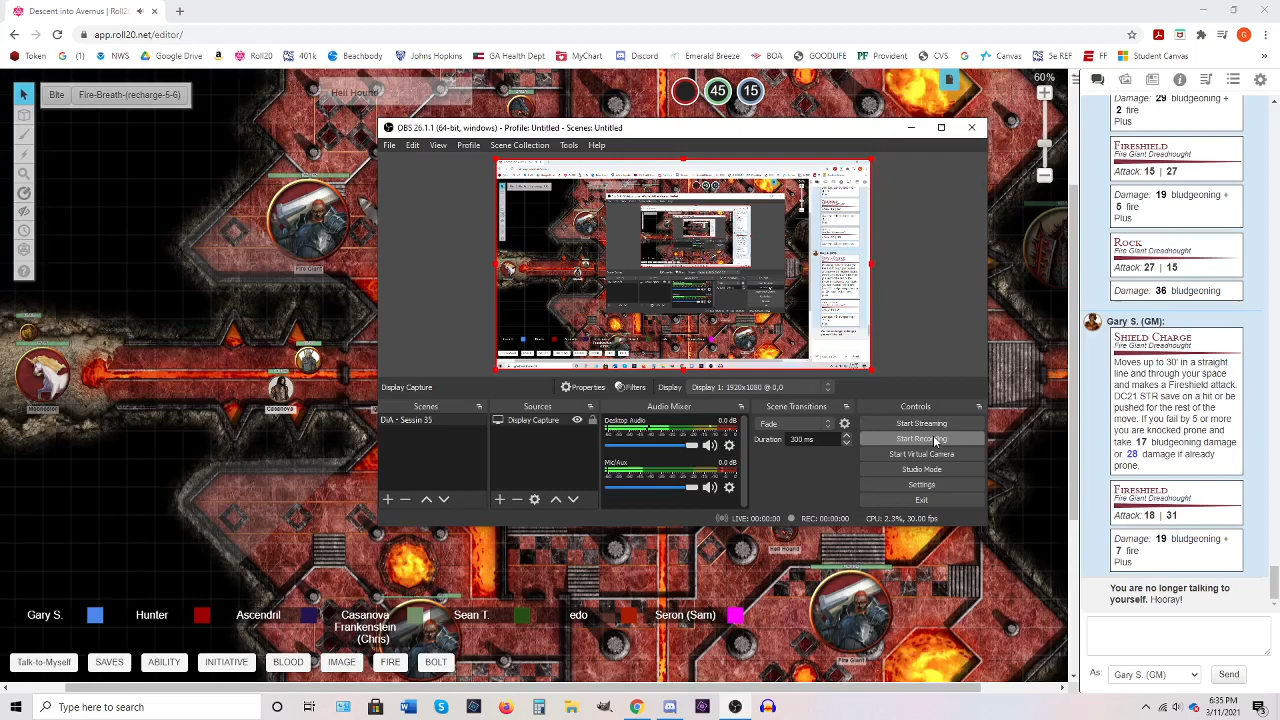 Descent into Avernus | Roll20
app.roll20.net/editor/
Token
Google Drive
a.
Roll20
401k
Beachbody
NWS
Johns Hopkins
GA Health Dept
MyChart
Discord
Emerald Breeze
BOA
GOODLIFE
Provident
CVS
Se REF
FF
Canva
Student Canvas
G
Bite
Fire-Breath-(recharge-5-6)
Hell Hound
45
15
60%
OBS 26.1.1 (64-bit, windows) - Profile: Untitled - Scenes: Untitled
File Edit View Profile Scene Collection Tools Help
Fire Giant
Moonscar
Casanova
Display Capture
Properties
Filters
Display
Display 1: 1920x1080 @ 0,0
Scenes
DiA - Sessin 35
Sources
Display Capture
Audio Mixer
Desktop Audio
0.0 dB
Mic/Aux
0.0 dB
Scene Transitions
Fade
Duration 300 ms
Controls
Start Streaming
Start Recording
Start Virtual Camera
Studio Mode
Settings
Exit
LIVE: 00:00:00
REC: 00:00:00
CPU: 2.3%, 30.00 fps
Hell Hound
Fire Giant
Gary S.
Hunter
Ascendril
Casanova
Frankenstein
(Chris)
Sean T.
edo
Seron (Sam)
Talk-to-Myself
SAVES
ABILITY
INITIATIVE
BLOOD
IMAGE
FIRE
BOLT
Damage: 29 bludgeoning +
2 fire
Plus
FIRESHIELD
Fire Giant Dreadnought
Attack: 15 | 27
Damage: 19 bludgeoning +
6 fire
Plus
ROCK
Fire Giant Dreadnought
Attack: 27 | 15
Damage: 36 bludgeoning
Gary S. (GM):
SHIELD CHARGE
Fire Giant Dreadnought
Moves up to 30' in a straight
line and through your space
and makes a Fireshield attack.
DC21 STR save on a hit or be
pushed for the rest of the
move. If you fail by 5 or more
you are knocked prone and
take 17 bludgeoning damage
or 28 damage if already
prone.
FIRESHIELD
Fire Giant Dreadnought
Attack: 18 | 31
Damage: 19 bludgeoning +
7 fire
Plus
You are no longer talking to
yourself. Hooray!
As:
Gary S. (GM)
Send
Type here to search
6:25 PM
3/11/2021